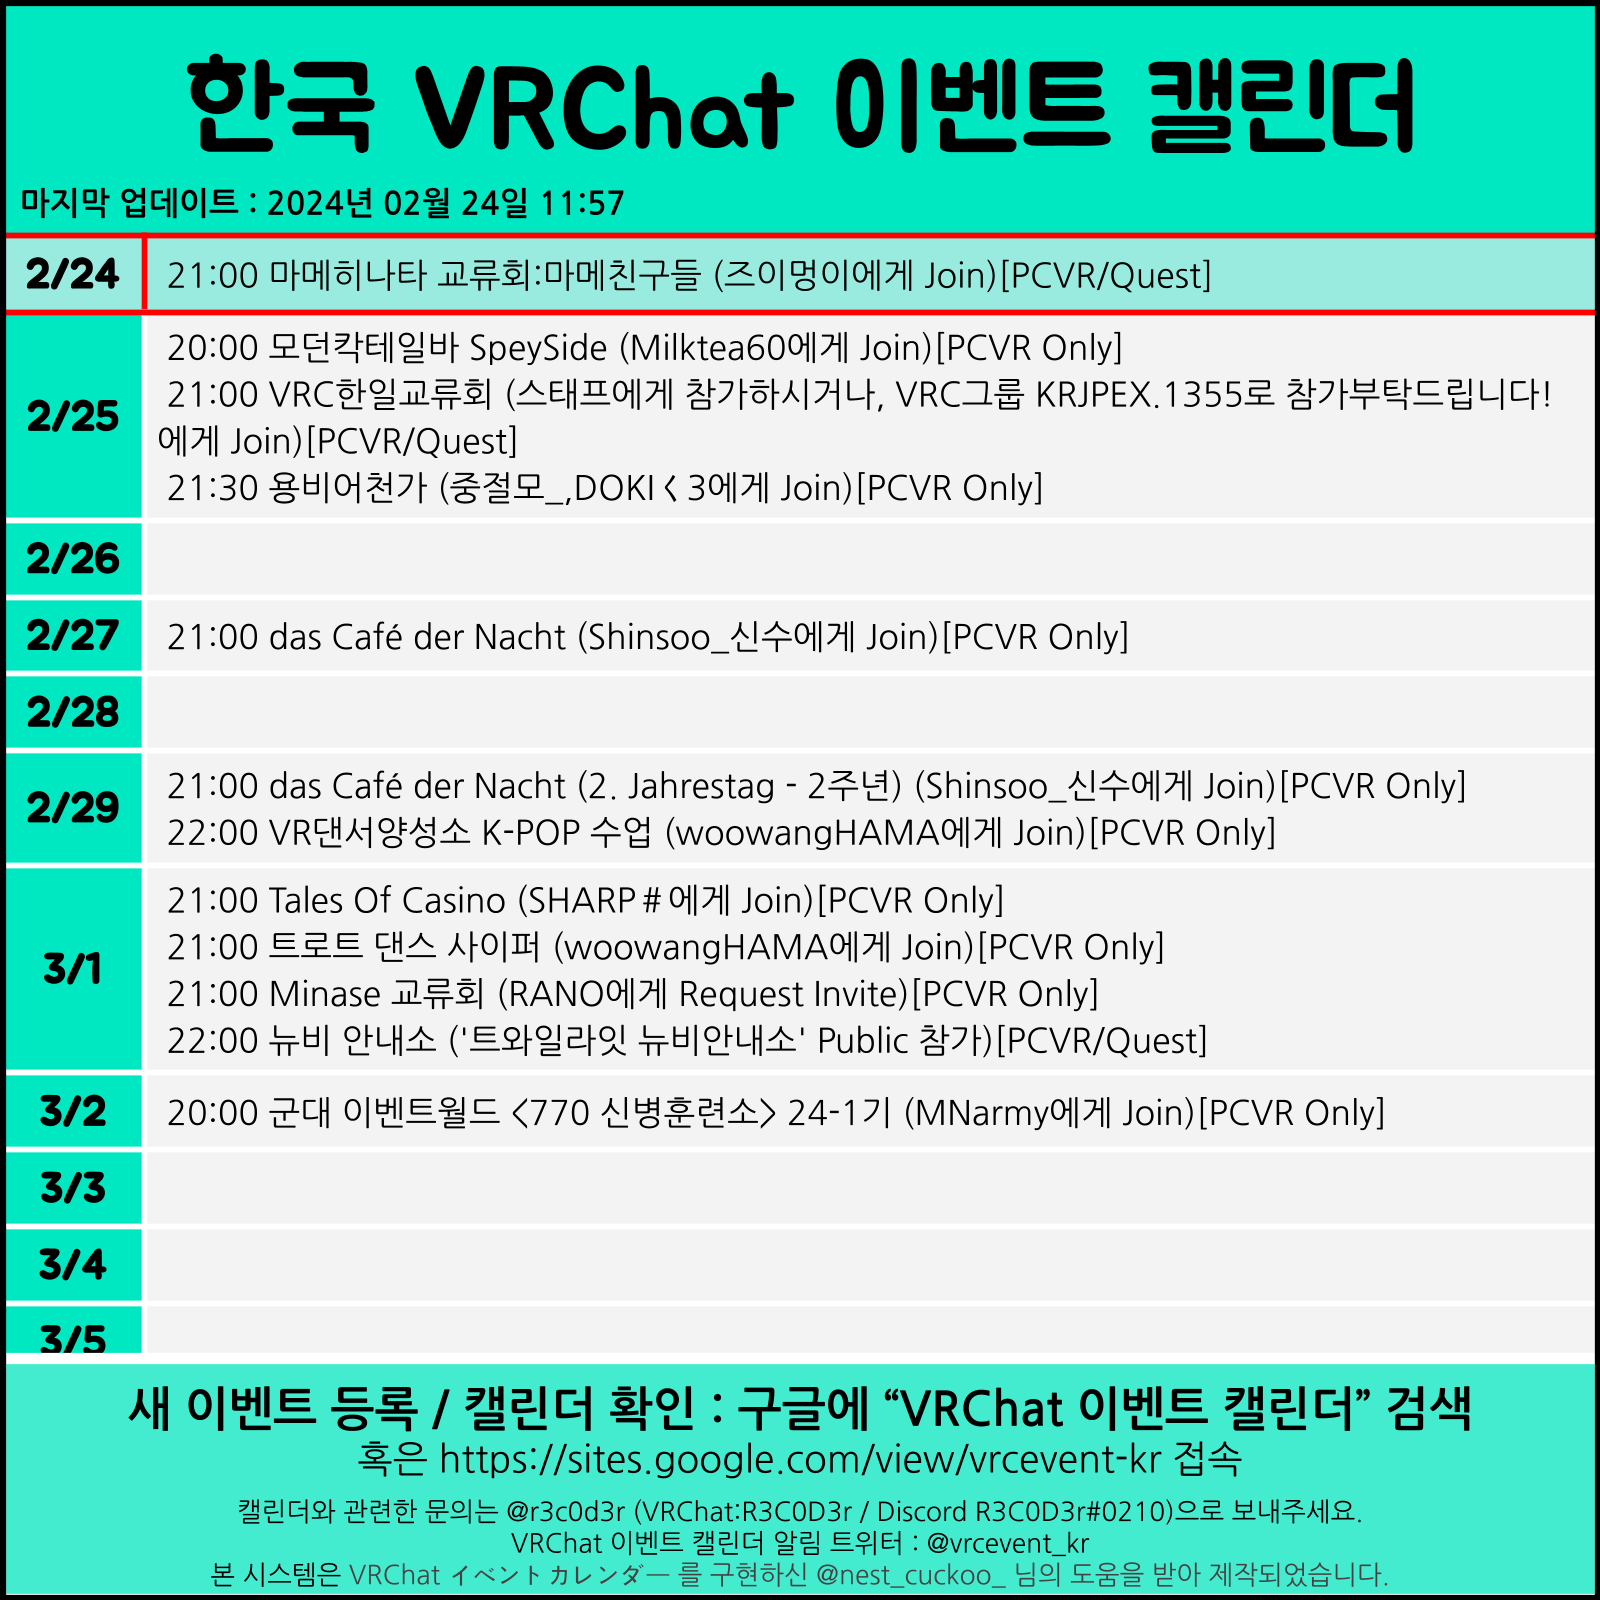 한국 VRChat 이벤트 캘린더
마지막 업데이트 : 2024년 02월 24일 11:57
2/24
21:00 마메히나타 교류회:마메친구들 (즈이멍이에게 Join)[PCVR/Quest]
2/25
20:00 모던칵테일바 SpeySide (Milktea60에게 Join)[PCVR Only]
21:00 VRC한일교류회 (스태프에게 참가하시거나, VRC그룹 KRJPEX.1355로 참가부탁드립니다!
에게 Join)[PCVR/Quest]
21:30 용비어천가 (중절모_,DOKIく3에게 Join)[PCVR Only]
2/26
2/27
21:00 das Café der Nacht (Shinsoo_신수에게 Join)[PCVR Only]
2/28
2/29
21:00 das Café der Nacht (2. Jahrestag - 2주년) (Shinsoo_신수에게 Join)[PCVR Only]
22:00 VR댄서양성소 K-POP 수업 (woowangHAMA에게 Join)[PCVR Only]
3/1
21:00 Tales Of Casino (SHARP＃에게 Join)[PCVR Only]
21:00 트로트 댄스 사이퍼 (woowangHAMA에게 Join)[PCVR Only]
21:00 Minase 교류회 (RANO에게 Request Invite)[PCVR Only]
22:00 뉴비 안내소 ('트와일라잇 뉴비안내소' Public 참가)[PCVR/Quest]
3/2
20:00 군대 이벤트월드 <770 신병훈련소> 24-1기 (MNarmy에게 Join)[PCVR Only]
3/3
3/4
3/5
새 이벤트 등록 / 캘린더 확인 : 구글에 “VRChat 이벤트 캘린더” 검색
혹은 https://sites.google.com/view/vrcevent-kr 접속
캘린더와 관련한 문의는 @r3c0d3r (VRChat:R3C0D3r / Discord R3C0D3r#0210)으로 보내주세요.
VRChat 이벤트 캘린더 알림 트위터 : @vrcevent_kr
본 시스템은 VRChat イベントカレンダー 를 구현하신 @nest_cuckoo_ 님의 도움을 받아 제작되었습니다.